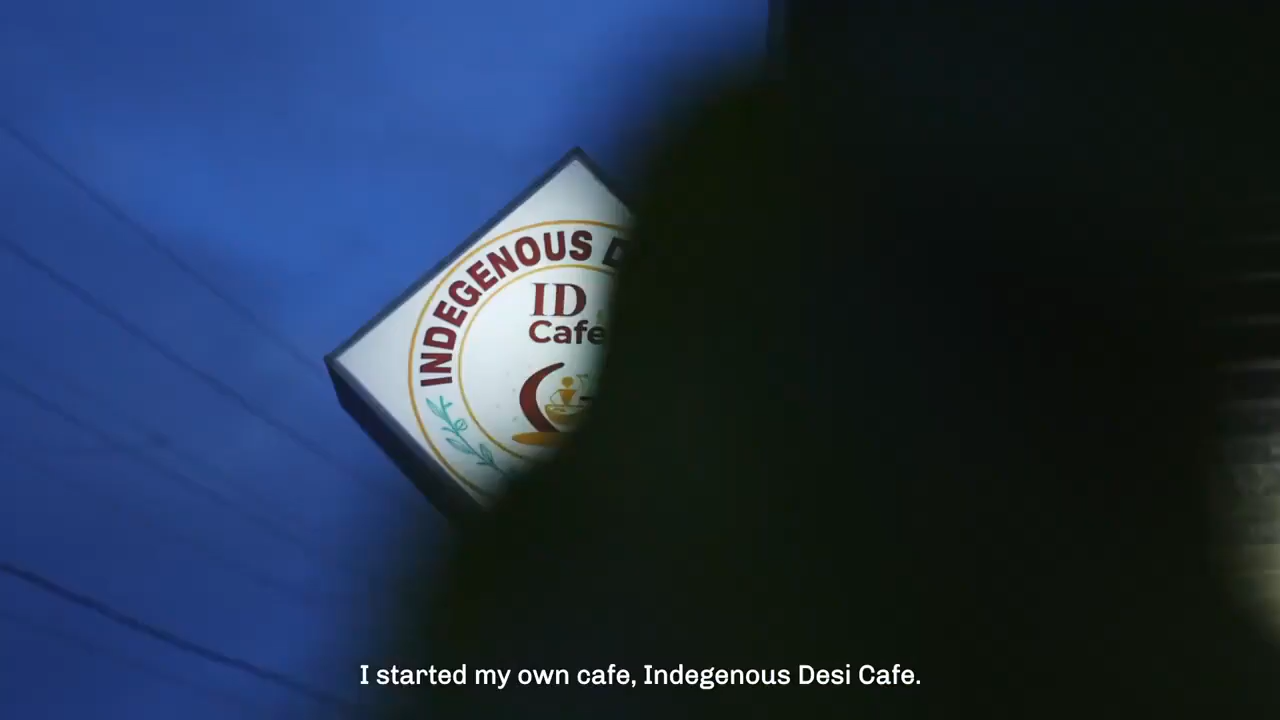 INDEGENOUS
ID
Cafe
I started my own cafe, Indegenous Desi Cafe.